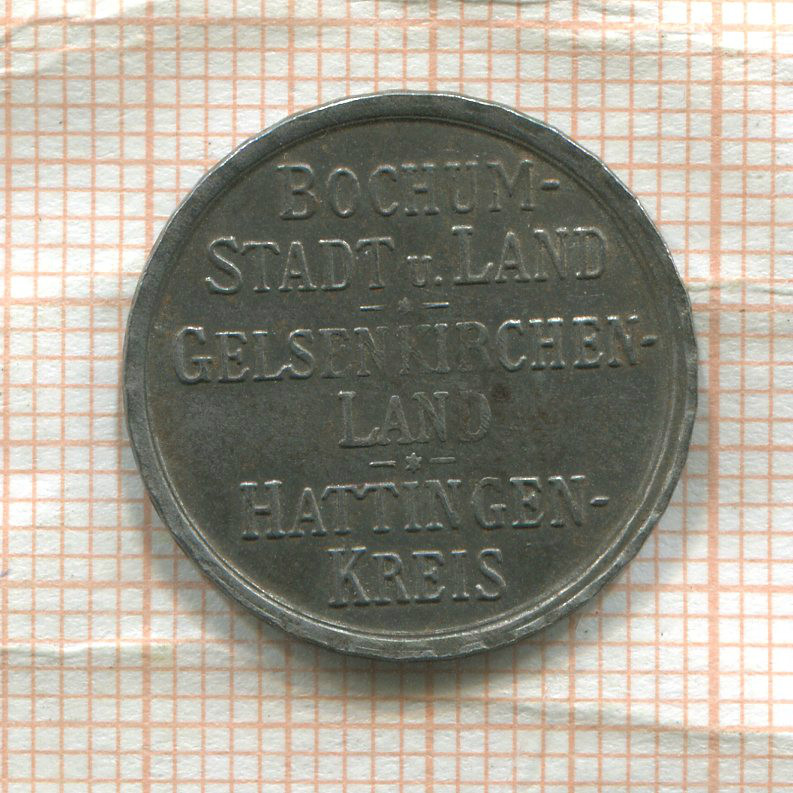 BOCHUM-
STADT u. LAND
GELSENKIRCHEN-
LAND
HATTINGEN-
KREIS